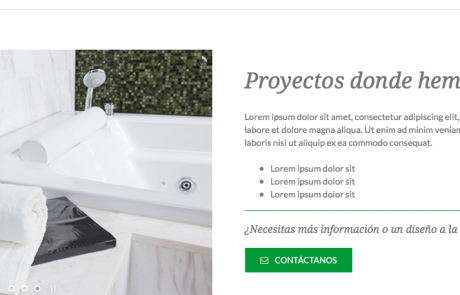 Proyectos donde hem
Lorem ipsum dolor sit amet, consectetur adipiscing elit,
labore et dolore magna aliqua. Ut enim ad minim veniam
laboris nisi ut aliquip ex ea commodo consequat.
Lorem ipsum dolor sit
Lorem ipsum dolor sit
Lorem ipsum dolor sit
¿Necesitas más información o un diseño a la
CONTÁCTANOS